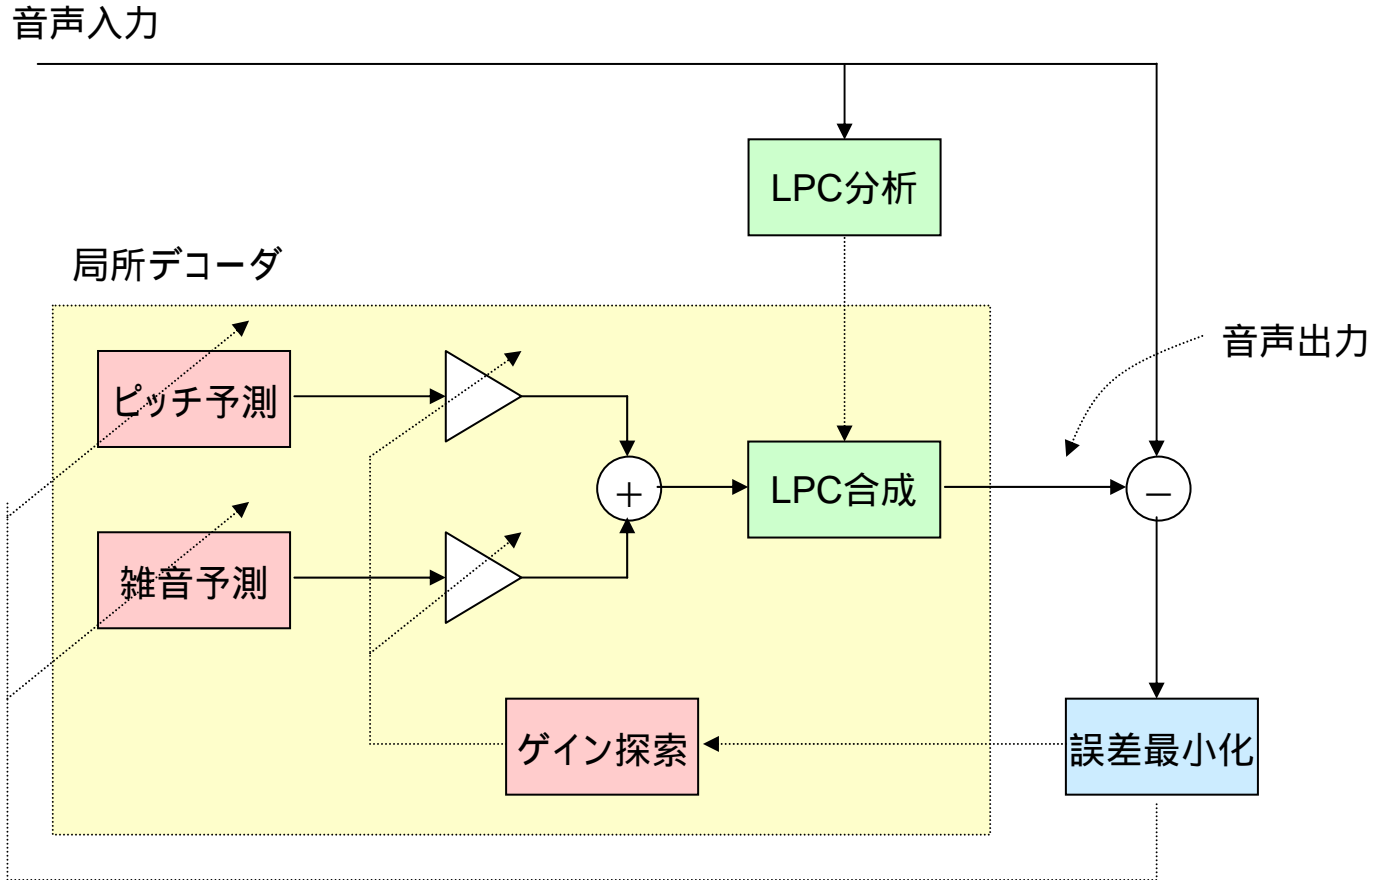 音声入力
LPC分析
局所デコーダ
音声出力
ピッチ予測
+
LPC合成
−
雑音予測
ゲイン探索
誤差最小化